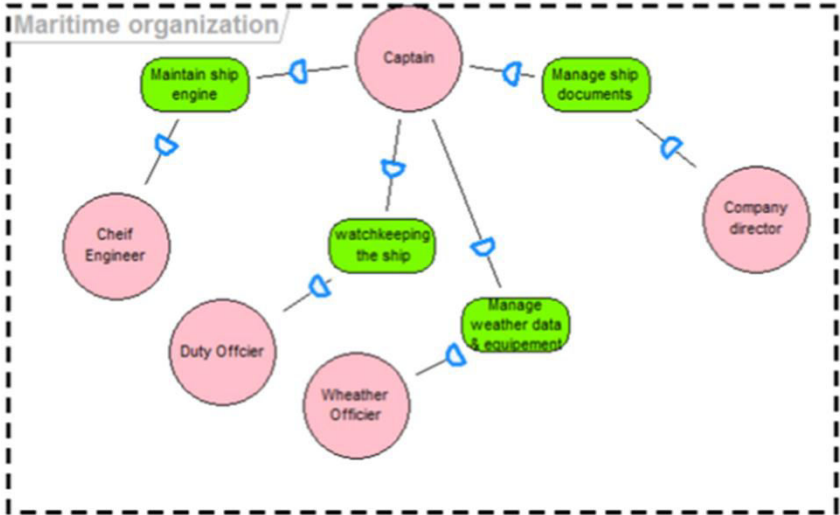 Maritime organization
Captain
Maintain ship
engine
Manage ship
documents
Cheif
Engineer
Company
director
watchkeeping
the ship
Duty Offcier
Manage
weather data
& equipement
Wheather
Officier